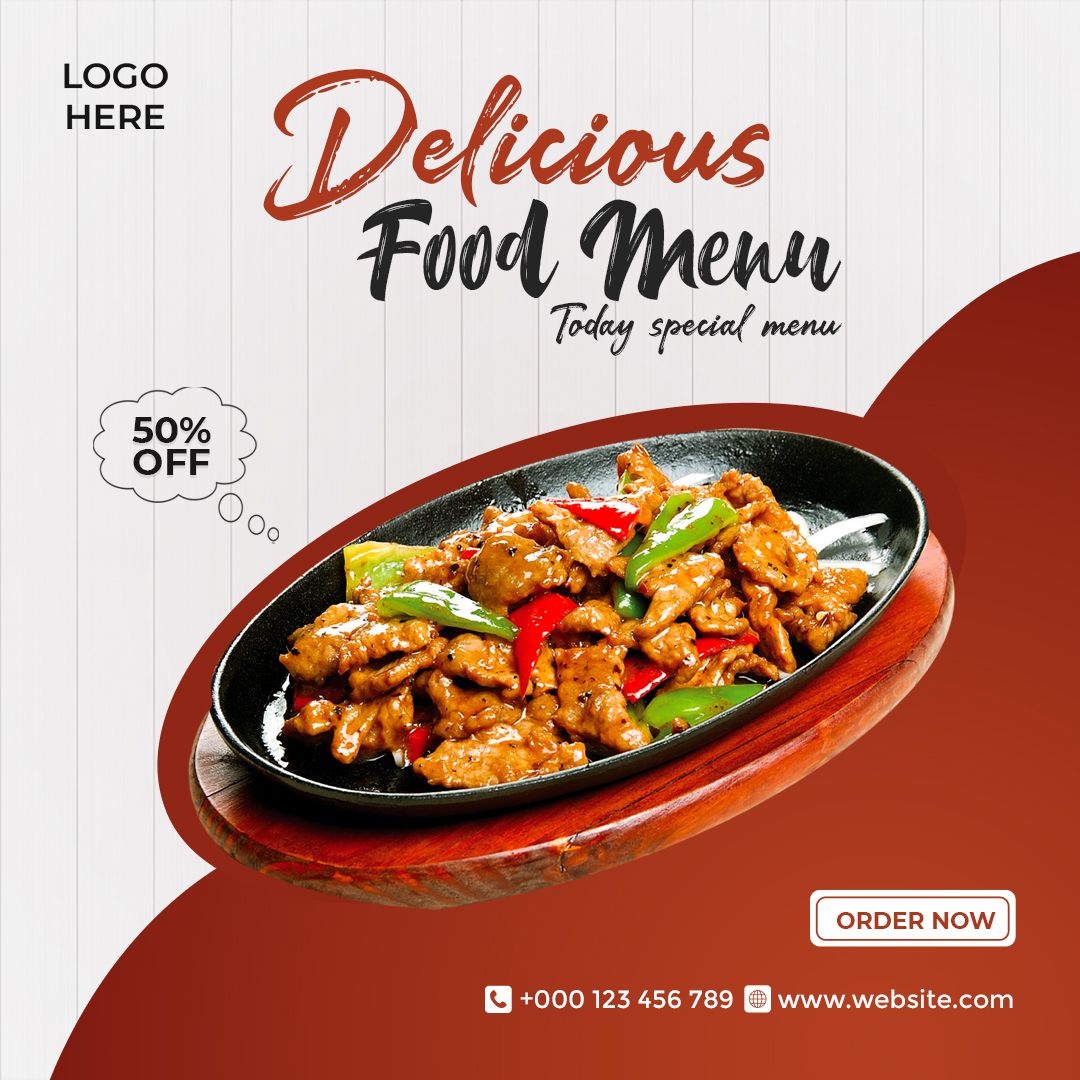 LOGO
HERE
Delicious
Food Menu
Today special menu
50%
OFF
ORDER NOW
+000 123 456 789 www.website.com